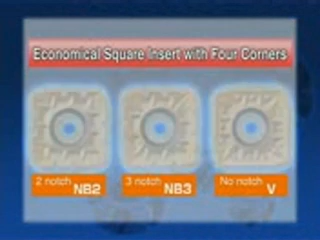 Economical Square Insert with Four Corners
2 notch NB2
3 notch NB3
No notch V